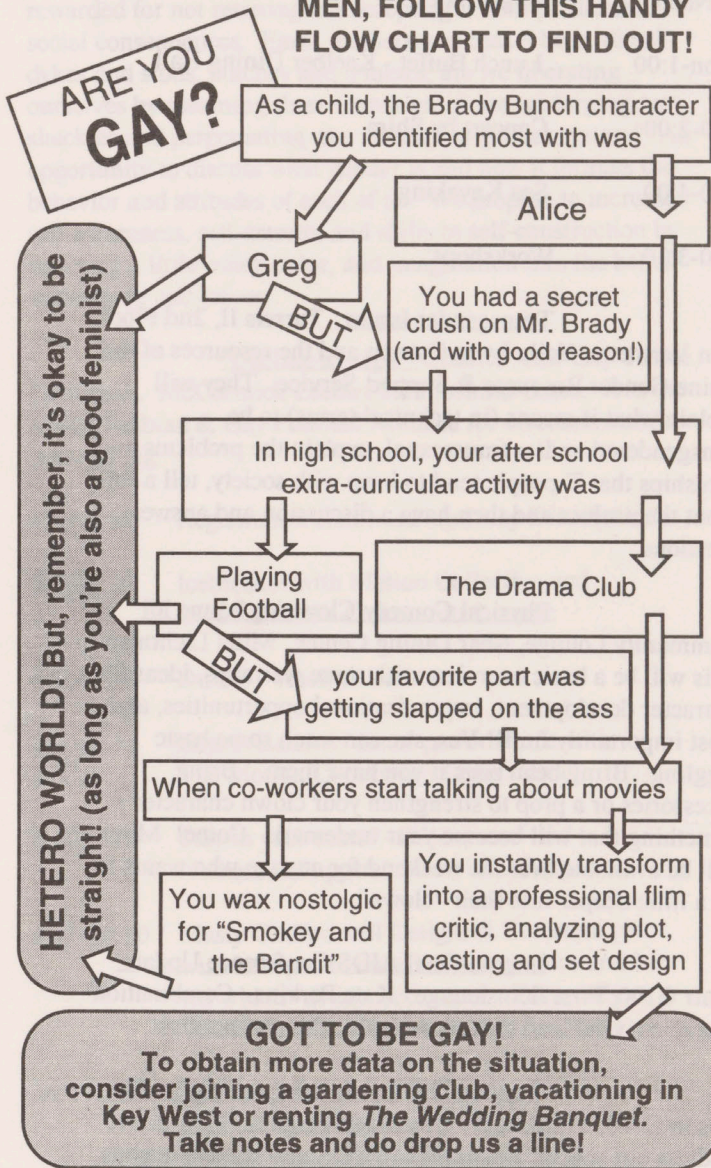 MEN, FOLLOW THIS HANDY
FLOW CHART TO FIND OUT!
ARE YOU
GAY?
As a child, the Brady Bunch character
you identified most with was
Greg
Alice
BUT
You had a secret
crush on Mr. Brady
(and with good reason!)
In high school, your after school
extra-curricular activity was
Playing
Football
The Drama Club
BUT
your favorite part was
getting slapped on the ass
When co-workers start talking about movies
You wax nostolgic
for "Smokey and
the Bandit"
You instantly transform
into a professional flim
critic, analyzing plot,
casting and set design
HETERO WORLD! But, remember, it's okay to be
straight! (as long as you're also a good feminist)
GOT TO BE GAY!
To obtain more data on the situation,
consider joining a gardening club, vacationing in
Key West or renting The Wedding Banquet.
Take notes and do drop us a line!